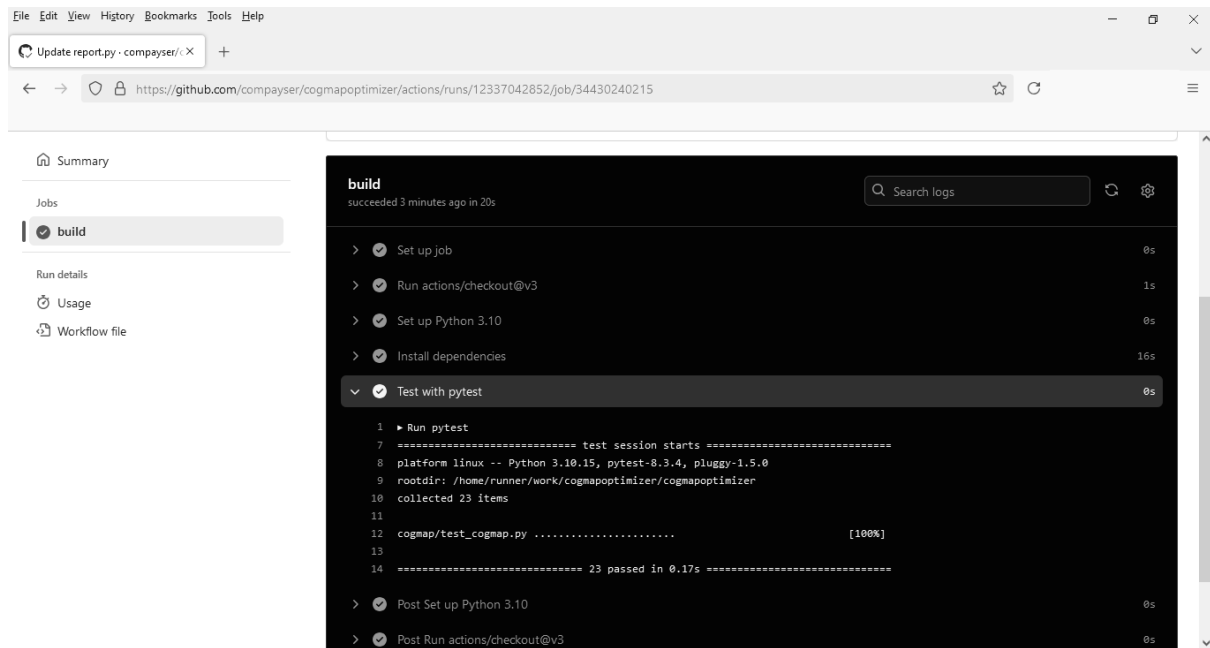 File Edit View History Bookmarks Tools Help
Update report.py · compayser/c
https://github.com/compayser/cogmapoptimizer/actions/runs/12337042852/job/34430240215
Summary
Jobs
build
Run details
Usage
Workflow file
build
succeeded 3 minutes ago in 20s
Search logs
Set up job 0s
Run actions/checkout@v3 1s
Set up Python 3.10 0s
Install dependencies 16s
Test with pytest 0s
1 ▸ Run pytest
7 ============================= test session starts ==============================
8 platform linux -- Python 3.10.15, pytest-8.3.4, pluggy-1.5.0
9 rootdir: /home/runner/work/cogmapoptimizer/cogmapoptimizer
10 collected 23 items
11
12 cogmap/test_cogmap.py ....................... [100%]
13
14 ============================== 23 passed in 0.17s ==============================
Post Set up Python 3.10 0s
Post Run actions/checkout@v3 0s